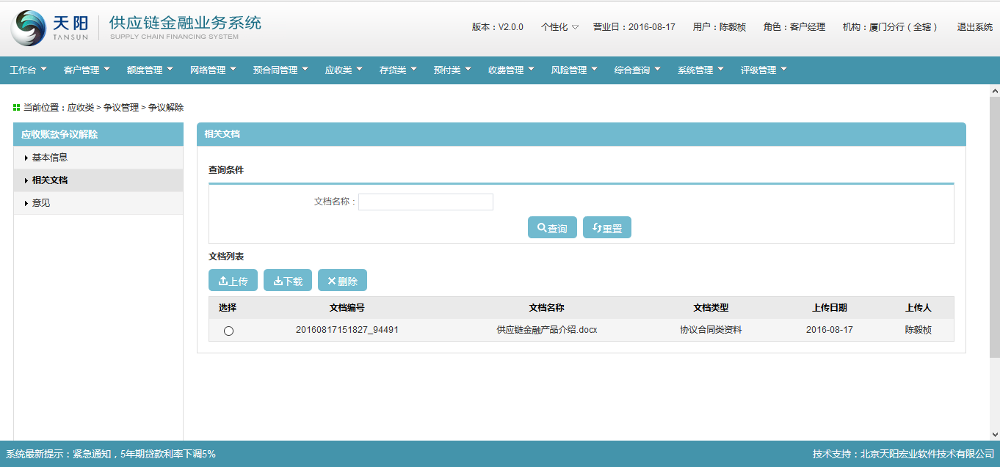 天阳 TANSUN 供应链金融业务系统 SUPPLY CHAIN FINANCING SYSTEM
版本：V2.0.0 个性化 营业日：2016-08-17 用户：陈毅桢 角色：客户经理 机构：厦门分行（全辖） 退出系统
工作台 客户管理 额度管理 网络管理 预合同管理 应收类 存货类 预付类 收费管理 风险管理 综合查询 系统管理 评级管理
当前位置：应收类 > 争议管理 > 争议解除
应收账款争议解除
基本信息
相关文档
意见
相关文档
查询条件
文档名称：
查询 重置
文档列表
上传 下载 删除
选择 文档编号 文档名称 文档类型 上传日期 上传人
20160817151827_94491 供应链金融产品介绍.docx 协议合同类资料 2016-08-17 陈毅桢
系统最新提示：紧急通知，5年期贷款利率下调5% 技术支持：北京天阳宏业软件技术有限公司